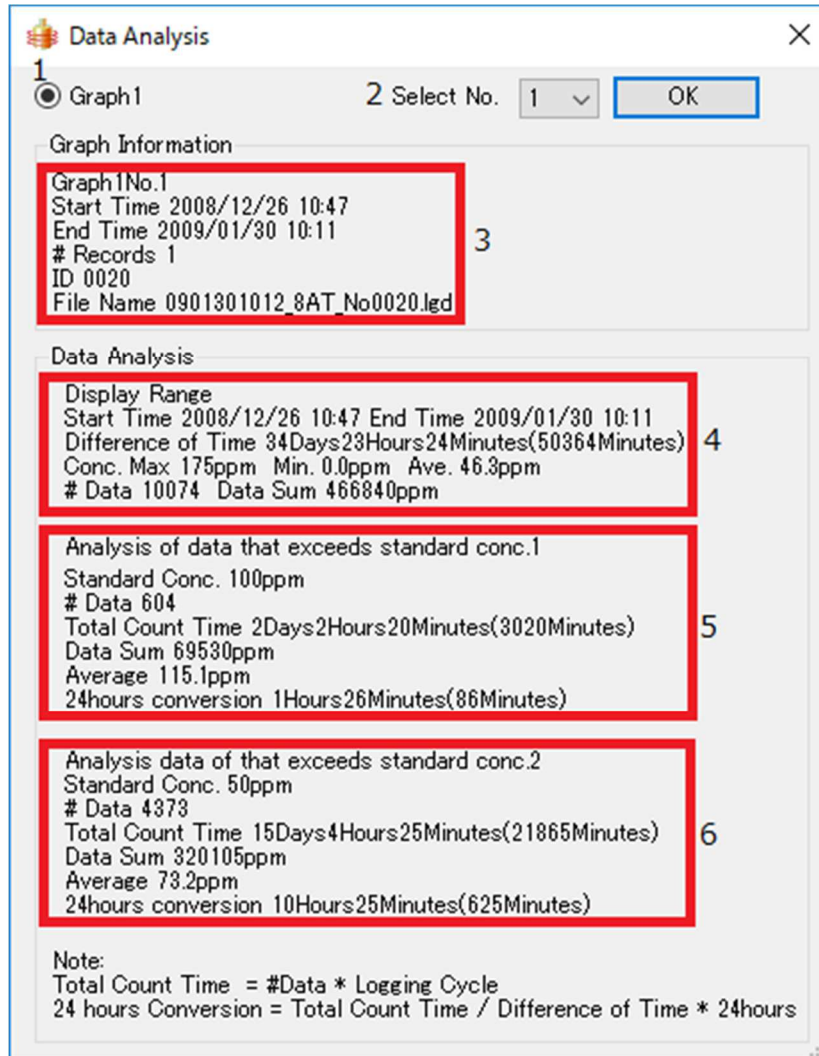 Data Analysis
1
Graph1
2 Select No. 1 OK
Graph Information
Graph1No.1
Start Time 2008/12/26 10:47
End Time 2009/01/30 10:11
# Records 1
ID 0020
File Name 0901301012_8AT_No0020.lgd
3
Data Analysis
Display Range
Start Time 2008/12/26 10:47 End Time 2009/01/30 10:11
Difference of Time 34Days23Hours24Minutes(50364Minutes)
Conc. Max 175ppm Min. 0.0ppm Ave. 46.3ppm
# Data 10074 Data Sum 466840ppm
4
Analysis of data that exceeds standard conc.1
Standard Conc. 100ppm
# Data 604
Total Count Time 2Days2Hours20Minutes(3020Minutes)
Data Sum 69530ppm
Average 115.1ppm
24hours conversion 1Hours26Minutes(86Minutes)
5
Analysis data of that exceeds standard conc.2
Standard Conc. 50ppm
# Data 4373
Total Count Time 15Days4Hours25Minutes(21865Minutes)
Data Sum 320105ppm
Average 73.2ppm
24hours conversion 10Hours25Minutes(625Minutes)
6
Note:
Total Count Time = #Data * Logging Cycle
24 hours Conversion = Total Count Time / Difference of Time * 24hours